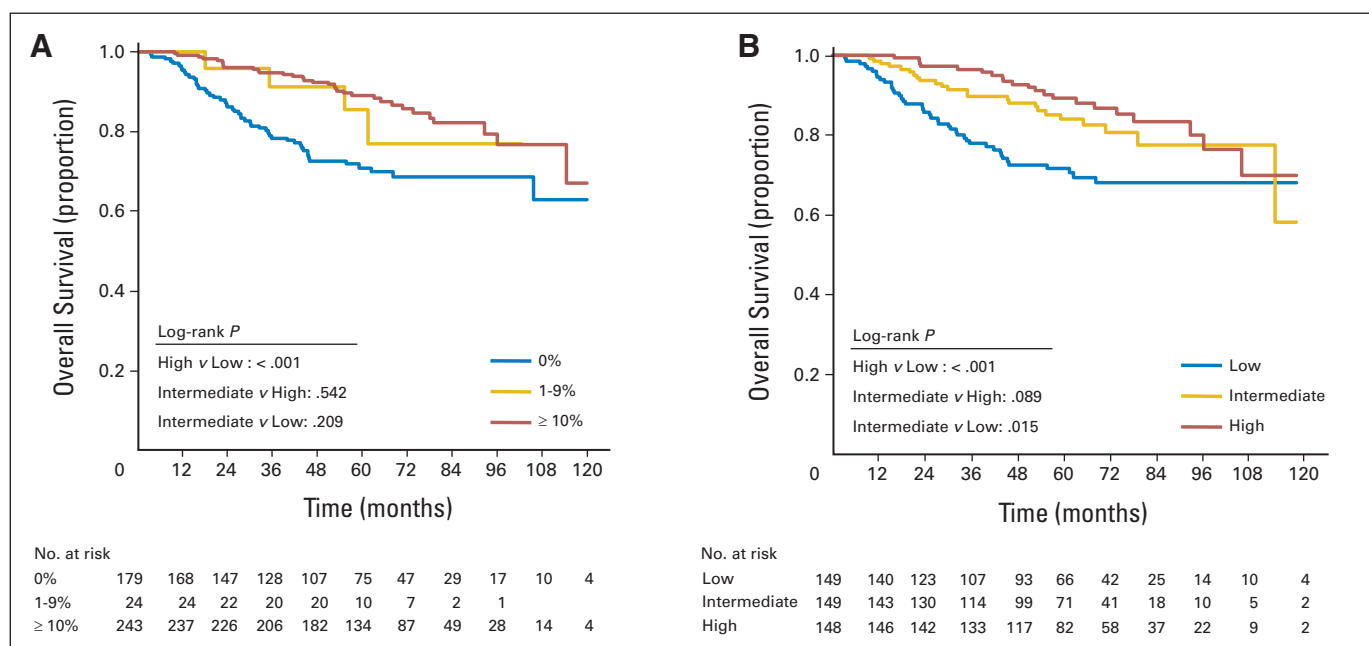 A
Overall Survival (proportion)
1.0
0.8
0.6
0.4
0.2
Log-rank P
High v Low : < .001
Intermediate v High: .542
Intermediate v Low: .209
0%
1-9%
≥ 10%
0 12 24 36 48 60 72 84 96 108 120
Time (months)
No. at risk
0% 179 168 147 128 107 75 47 29 17 10 4
1-9% 24 24 22 20 20 10 7 2 1
≥ 10% 243 237 226 206 182 134 87 49 28 14 4
B
Overall Survival (proportion)
1.0
0.8
0.6
0.4
0.2
Log-rank P
High v Low : < .001
Intermediate v High: .089
Intermediate v Low: .015
Low
Intermediate
High
0 12 24 36 48 60 72 84 96 108 120
Time (months)
No. at risk
Low 149 140 123 107 93 66 42 25 14 10 4
Intermediate 149 143 130 114 99 71 41 18 10 5 2
High 148 146 142 133 117 82 58 37 22 9 2